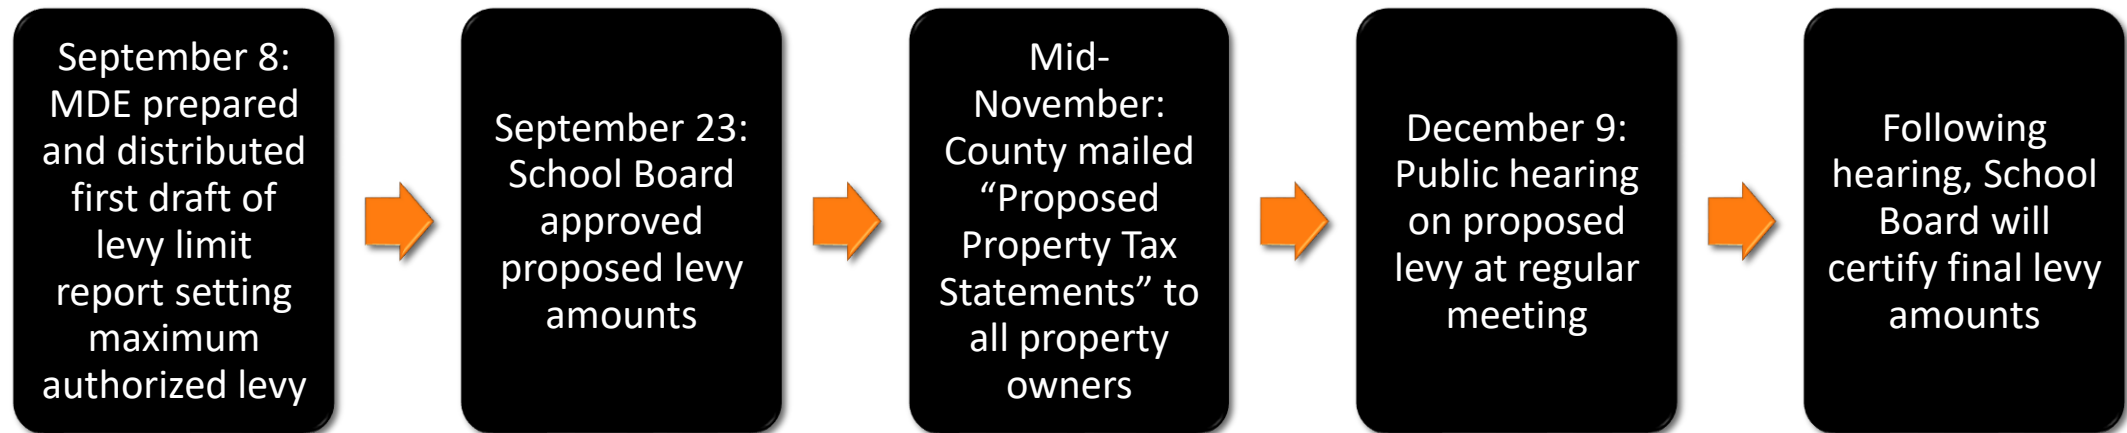 September 8:
MDE prepared
and distributed
first draft of
levy limit
report setting
maximum
authorized levy
September 23:
School Board
approved
proposed levy
amounts
Mid-
November:
County mailed
“Proposed
Property Tax
Statements” to
all property
owners
December 9:
Public hearing
on proposed
levy at regular
meeting
Following
hearing, School
Board will
certify final levy
amounts